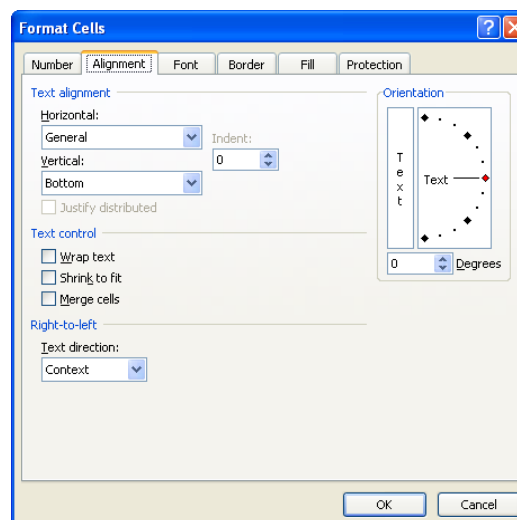 Format Cells
Number Alignment Font Border Fill Protection
Text alignment
Horizontal:
General
Indent:
Vertical:
0
Bottom
Justify distributed
Text control
Wrap text
Shrink to fit
Merge cells
Right-to-left
Text direction:
Context
Orientation
Text
Text
0 Degrees
OK Cancel